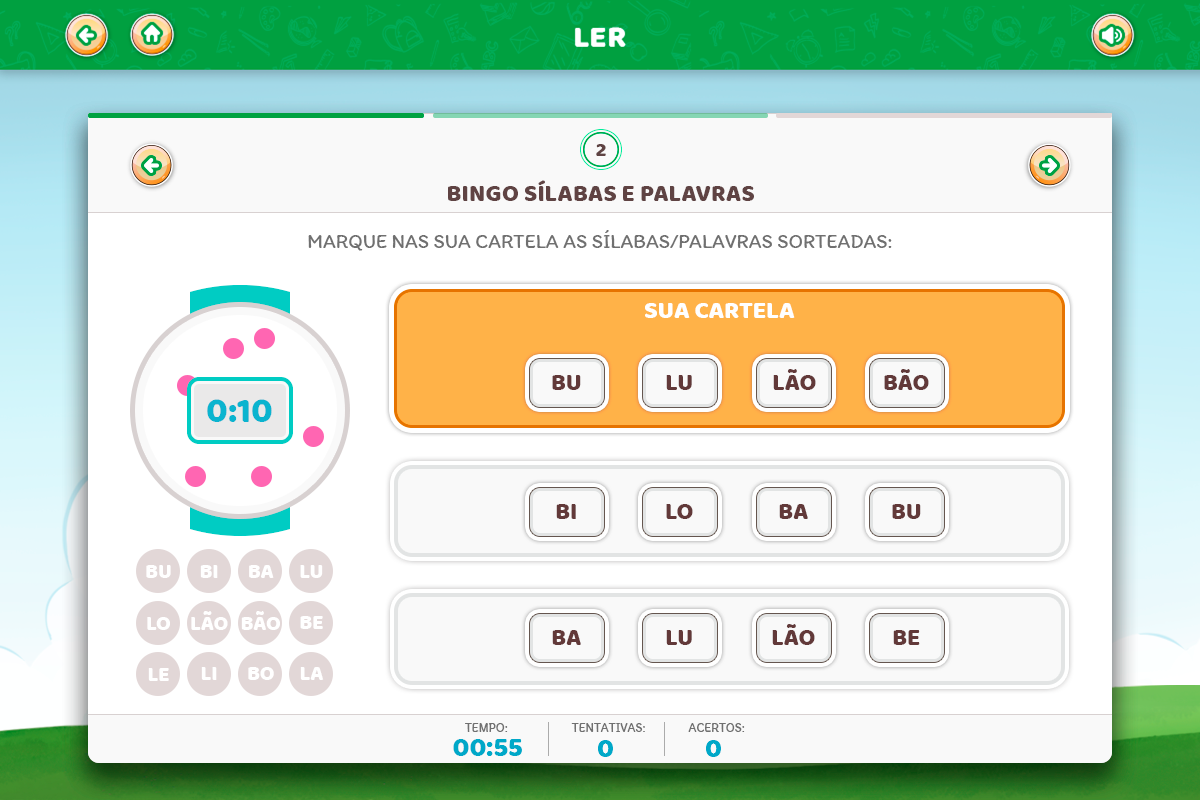 LER
2
BINGO SÍLABAS E PALAVRAS
MARQUE NAS SUA CARTELA AS SÍLABAS/PALAVRAS SORTEADAS:
0:10
BU BI BA LU
LO LÃO BÃO BE
LE LI BO LA
SUA CARTELA
BU LU LÃO BÃO
BI LO BA BU
BA LU LÃO BE
TEMPO: TENTATIVAS: ACERTOS:
00:55 0 0